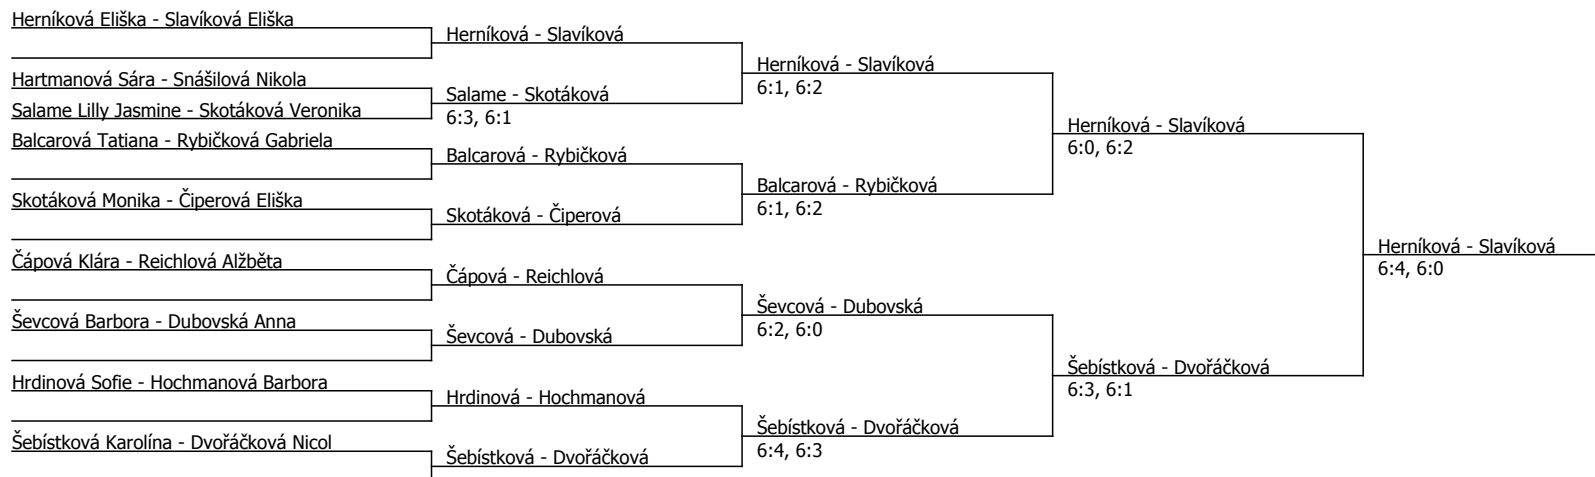 Herníková Eliška - Slavíková Eliška
Hartmanová Sára - Snášilová Nikola
Salame Lilly Jasmine - Skotáková Veronika
Balcarová Tatiana - Rybičková Gabriela
Skotáková Monika - Čiperová Eliška
Čápová Klára - Reichlová Alžběta
Ševcová Barbora - Dubovská Anna
Hrdinová Sofie - Hochmanová Barbora
Šebístková Karolína - Dvořáčková Nicol
Herníková - Slavíková
Salame - Skotáková
6:3, 6:1
Balcarová - Rybičková
Skotáková - Čiperová
Čápová - Reichlová
Ševcová - Dubovská
Hrdinová - Hochmanová
Šebístková - Dvořáčková
Herníková - Slavíková
6:1, 6:2
Balcarová - Rybičková
6:1, 6:2
Ševcová - Dubovská
6:2, 6:0
Šebístková - Dvořáčková
6:4, 6:3
Herníková - Slavíková
6:0, 6:2
Šebístková - Dvořáčková
6:3, 6:1
Herníková - Slavíková
6:4, 6:0